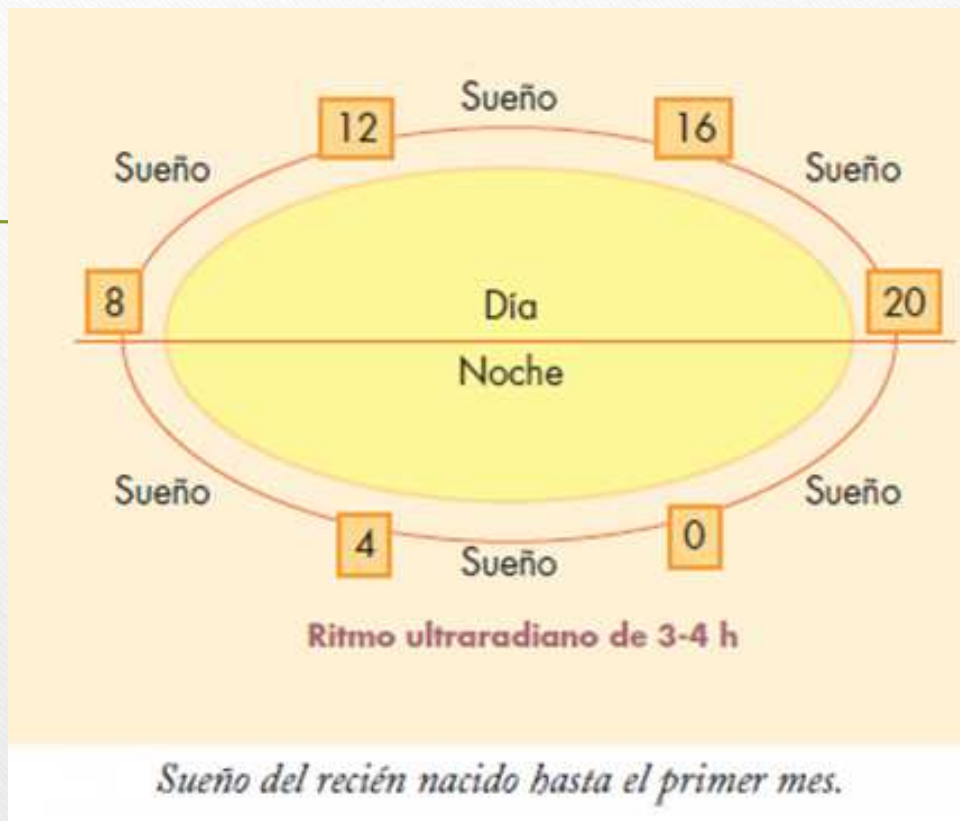 Sueño
12
16
Sueño
Sueño
8
Día
20
Noche
Sueño
Sueño
4
0
Sueño
Ritmo ultraradiano de 3-4 h
Sueño del recién nacido hasta el primer mes.